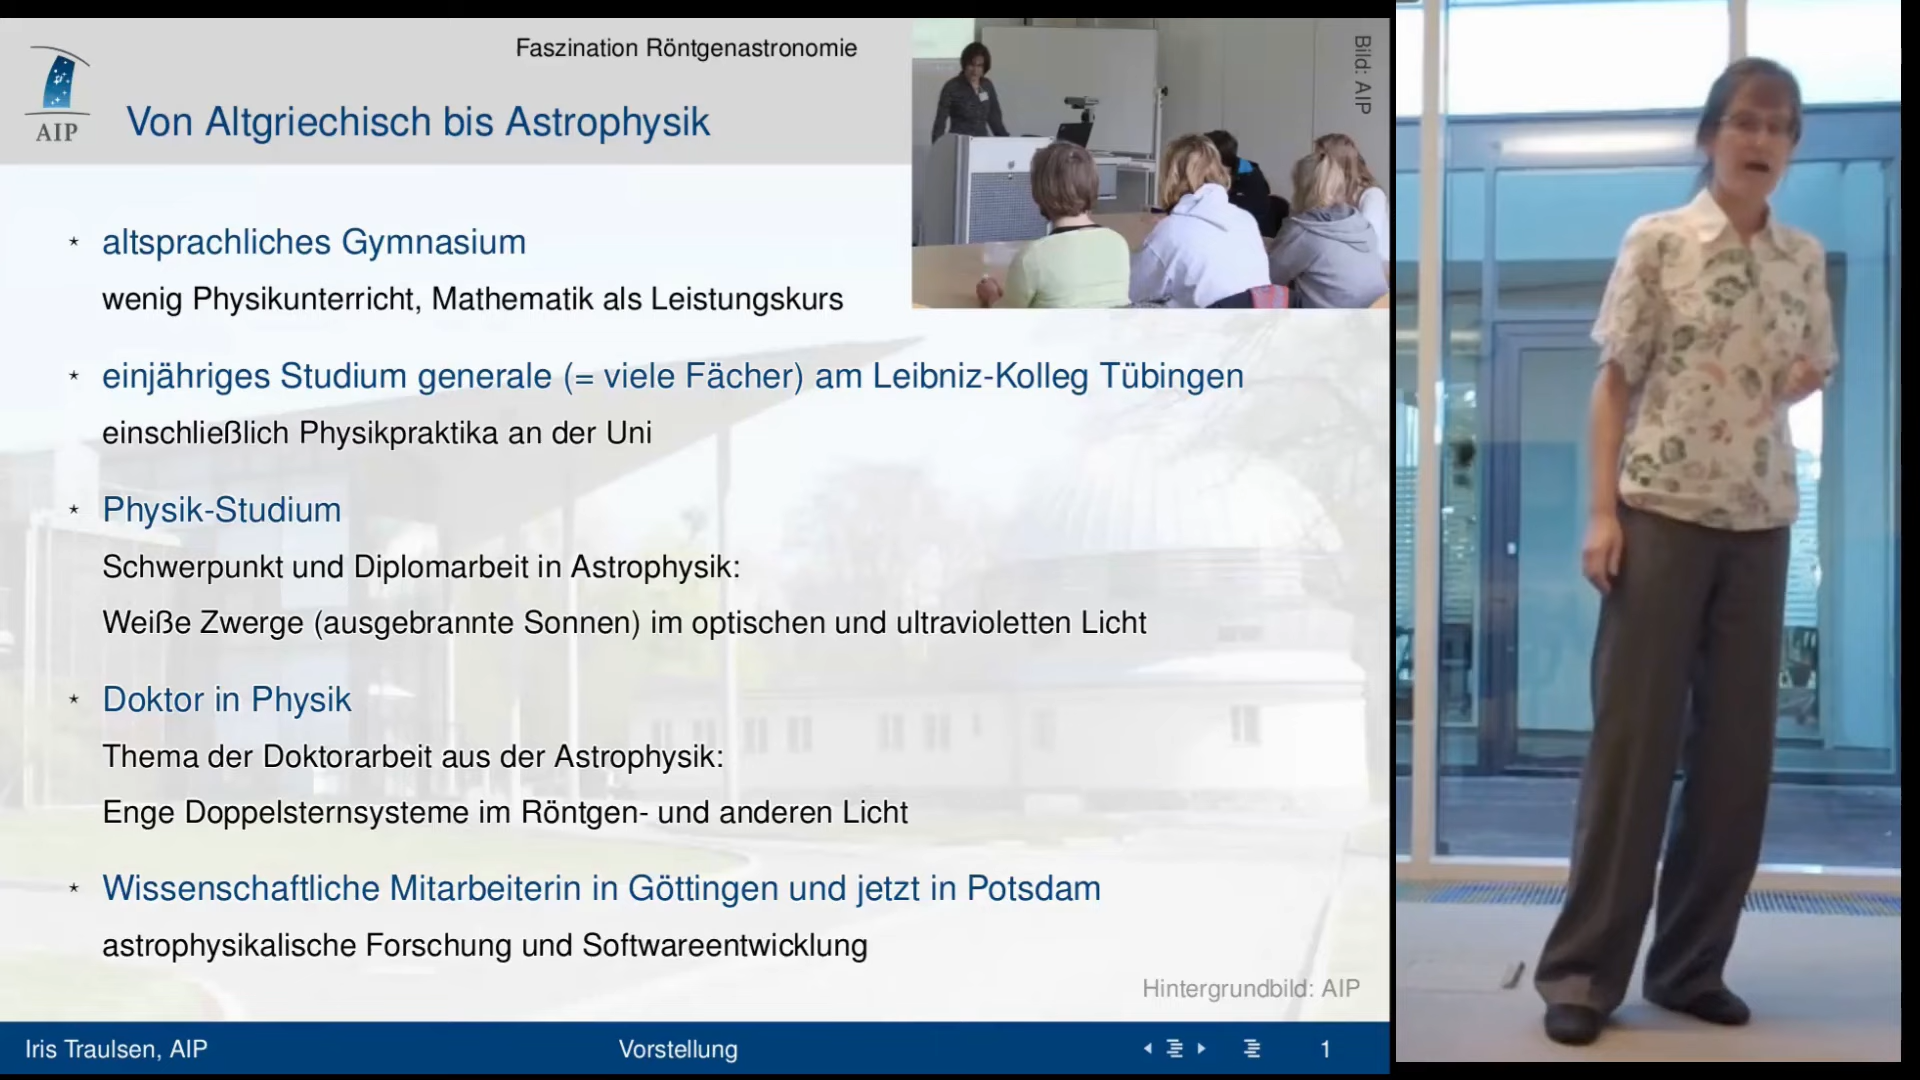 Faszination Röntgenastronomie
AIP
Von Altgriechisch bis Astrophysik
Bild: AIP
* altsprachliches Gymnasium
wenig Physikunterricht, Mathematik als Leistungskurs
* einjähriges Studium generale (= viele Fächer) am Leibniz-Kolleg Tübingen
einschließlich Physikpraktika an der Uni
* Physik-Studium
Schwerpunkt und Diplomarbeit in Astrophysik:
Weiße Zwerge (ausgebrannte Sonnen) im optischen und ultravioletten Licht
* Doktor in Physik
Thema der Doktorarbeit aus der Astrophysik:
Enge Doppelsternsysteme im Röntgen- und anderen Licht
* Wissenschaftliche Mitarbeiterin in Göttingen und jetzt in Potsdam
astrophysikalische Forschung und Softwareentwicklung
Hintergrundbild: AIP
Iris Traulsen, AIP
Vorstellung
1